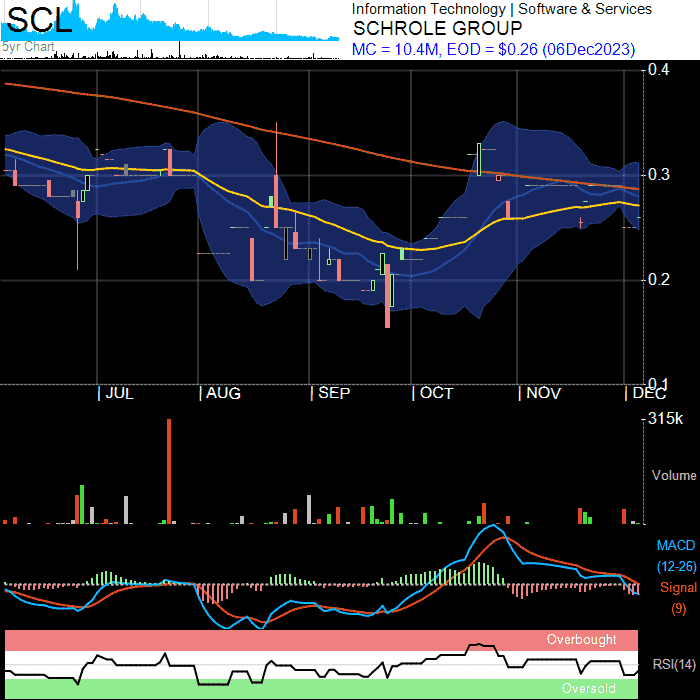 SCL
5yr Chart
Information Technology | Software & Services
SCHROLE GROUP
MC = 10.4M, EOD = $0.26 (06Dec2023)
0.4
0.3
0.2
0.1
| JUL | AUG | SEP | OCT | NOV | DEC
315k
Volume
MACD
(12-26)
Signal
(9)
Overbought
RSI(14)
Oversold